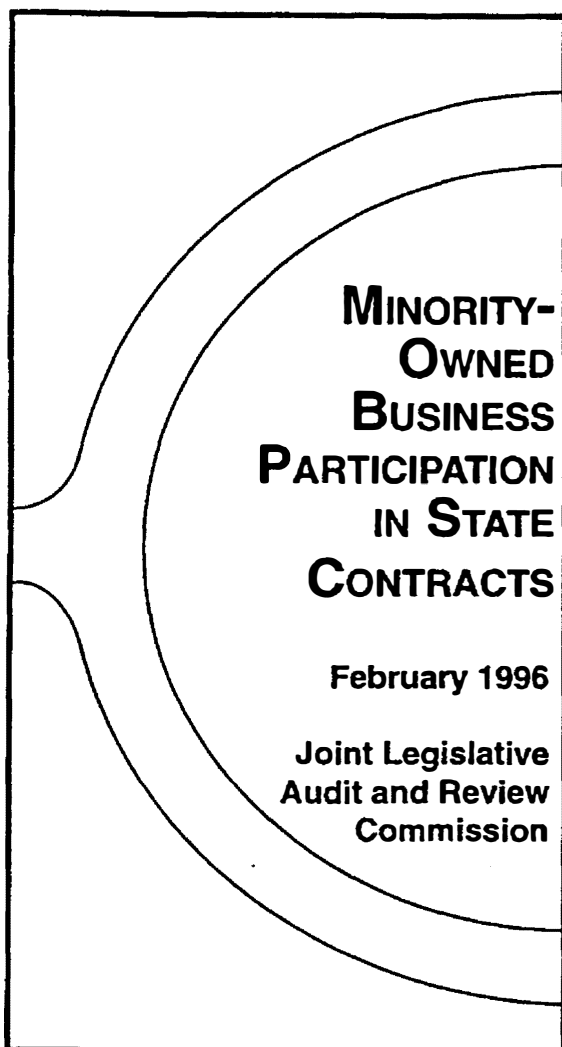 MINORITY-
OWNED
BUSINESS
PARTICIPATION
IN STATE
CONTRACTS
February 1996
Joint Legislative
Audit and Review
Commission